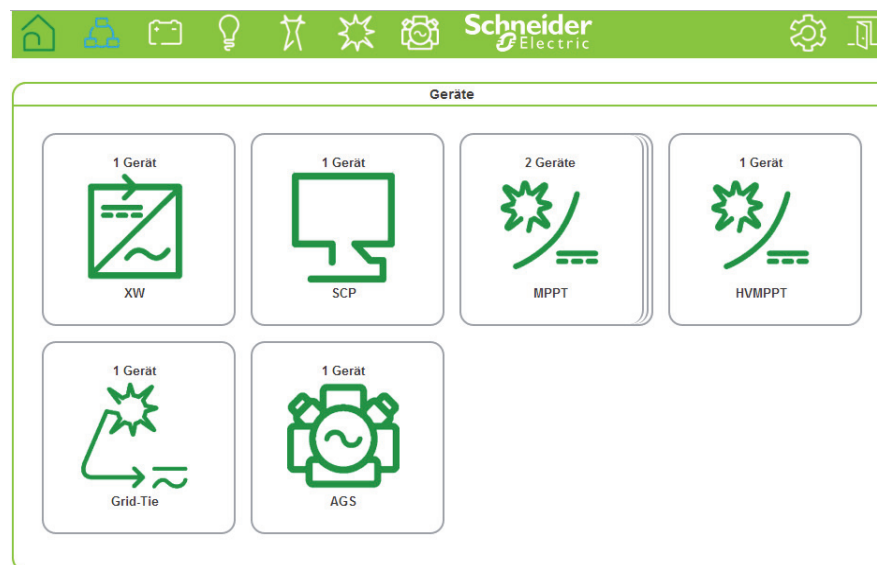 Schneider
Electric
Geräte
1 Gerät
1 Gerät
2 Geräte
1 Gerät
XW
SCP
MPPT
HVMPPT
1 Gerät
1 Gerät
Grid-Tie
AGS